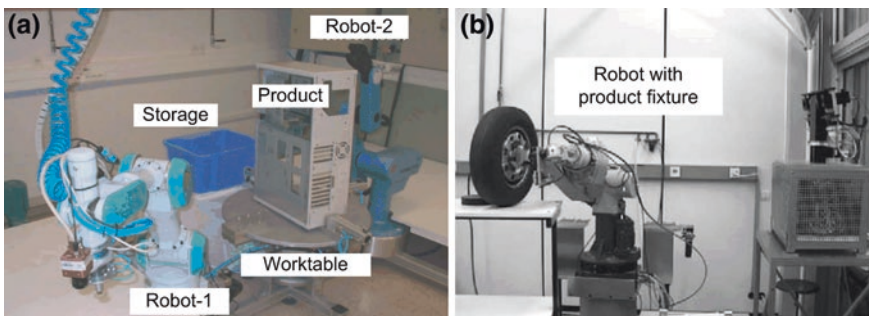 (a)
Robot-2
Product
Storage
Worktable
Robot-1
(b)
Robot with
product fixture